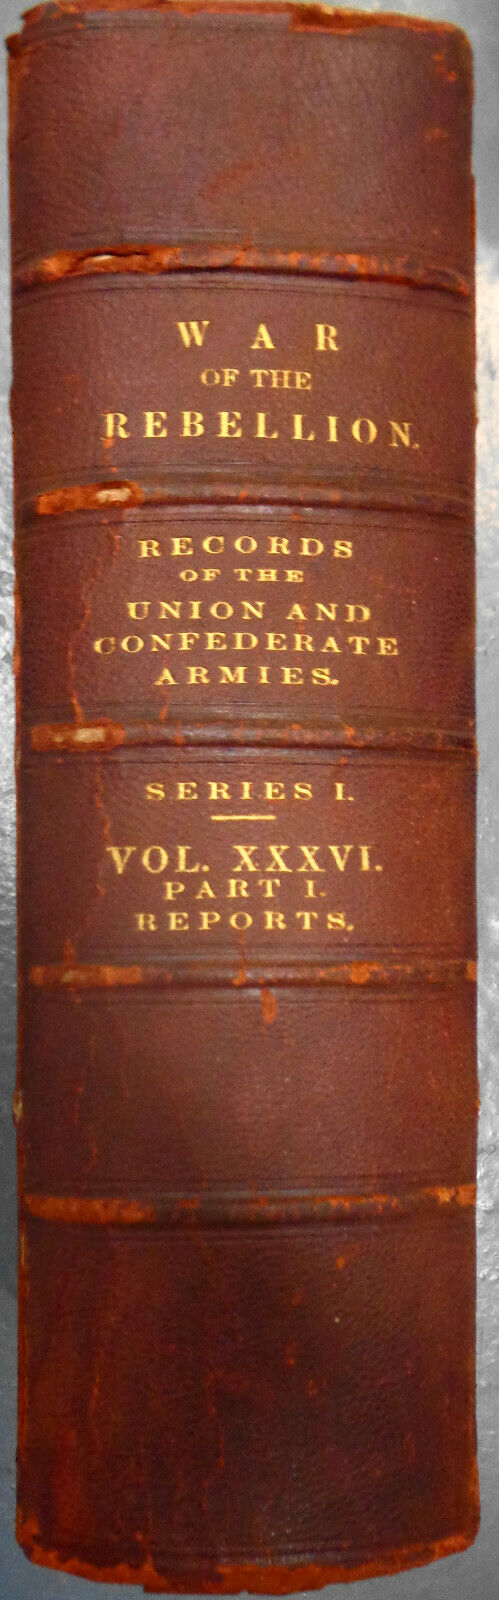 WAR
OF THE
REBELLION.
RECORDS
OF THE
UNION AND
CONFEDERATE
ARMIES.
SERIES I.
VOL. XXXVI.
PART I.
REPORTS.